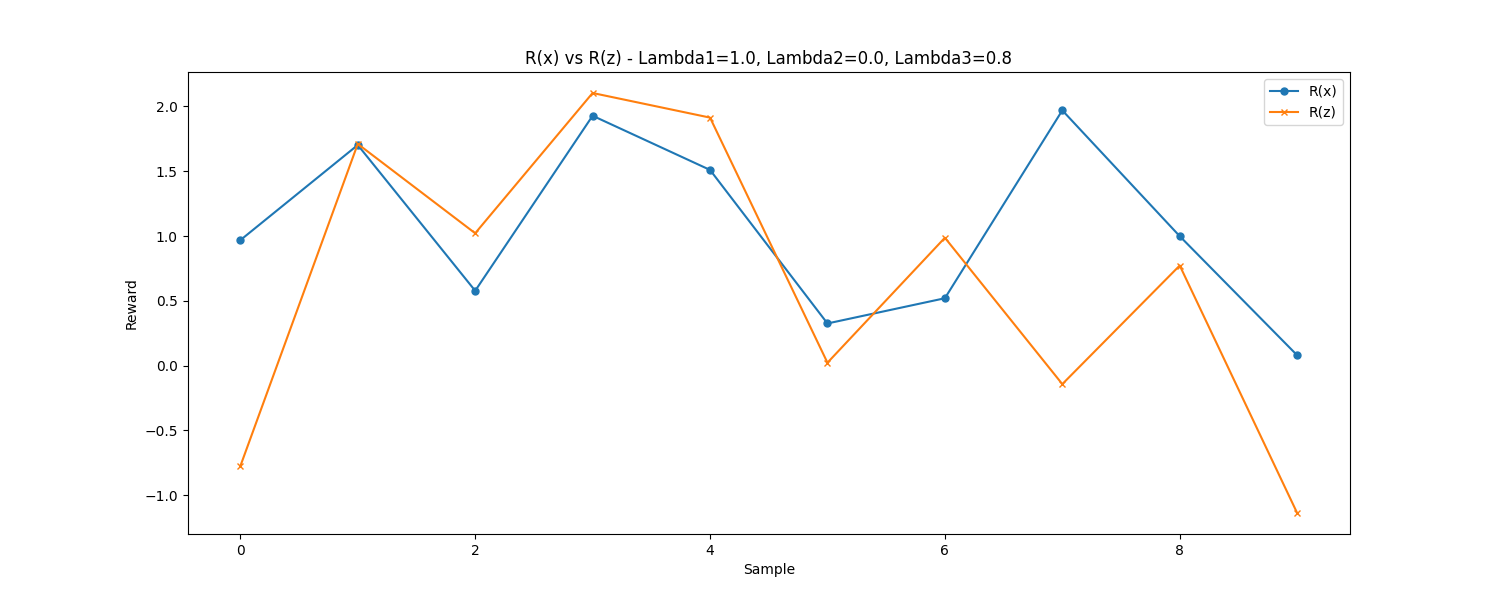 R(x) vs R(z) - Lambda1=1.0, Lambda2=0.0, Lambda3=0.8
R(x)
R(z)
2.0
1.5
1.0
0.5
0.0
−0.5
−1.0
Reward
0 2 4 6 8
Sample